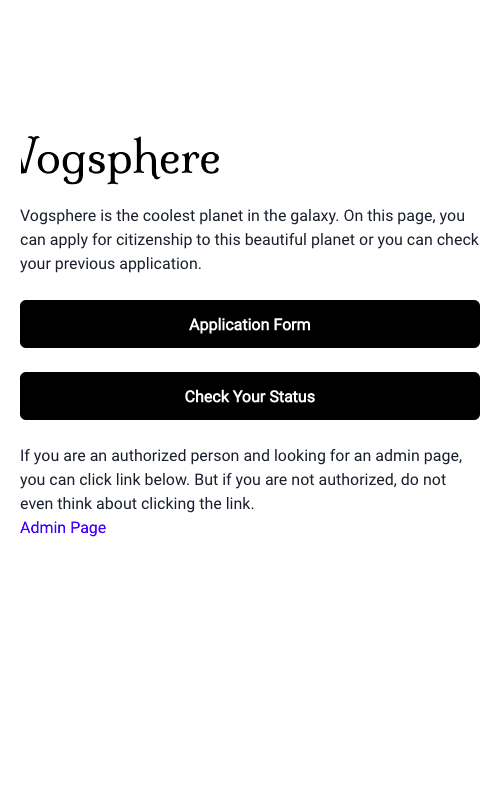 Vogsphere
Vogsphere is the coolest planet in the galaxy. On this page, you
can apply for citizenship to this beautiful planet or you can check
your previous application.
Application Form
Check Your Status
If you are an authorized person and looking for an admin page,
you can click link below. But if you are not authorized, do not
even think about clicking the link.
Admin Page